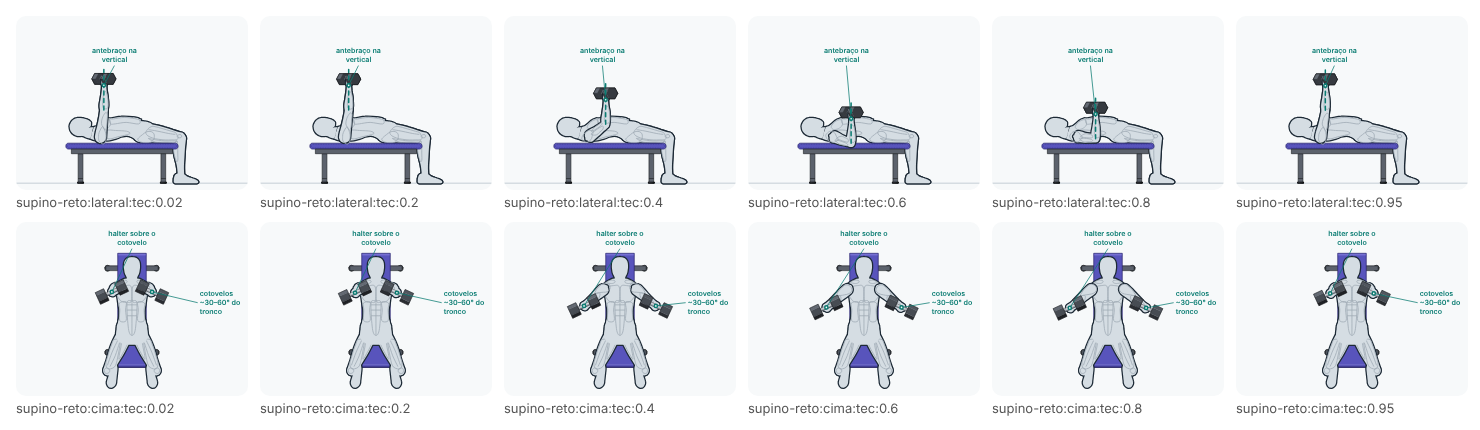 antebraço na
vertical
antebraço na
vertical
antebraço na
vertical
antebraço na
vertical
antebraço na
vertical
antebraço na
vertical
supino-reto:lateral:tec:0.02
supino-reto:lateral:tec:0.2
supino-reto:lateral:tec:0.4
supino-reto:lateral:tec:0.6
supino-reto:lateral:tec:0.8
supino-reto:lateral:tec:0.95
halter sobre o
cotovelo
cotovelos
~30–60° do
tronco
halter sobre o
cotovelo
cotovelos
~30–60° do
tronco
halter sobre o
cotovelo
cotovelos
~30–60° do
tronco
halter sobre o
cotovelo
cotovelos
~30–60° do
tronco
halter sobre o
cotovelo
cotovelos
~30–60° do
tronco
halter sobre o
cotovelo
cotovelos
~30–60° do
tronco
supino-reto:cima:tec:0.02
supino-reto:cima:tec:0.2
supino-reto:cima:tec:0.4
supino-reto:cima:tec:0.6
supino-reto:cima:tec:0.8
supino-reto:cima:tec:0.95